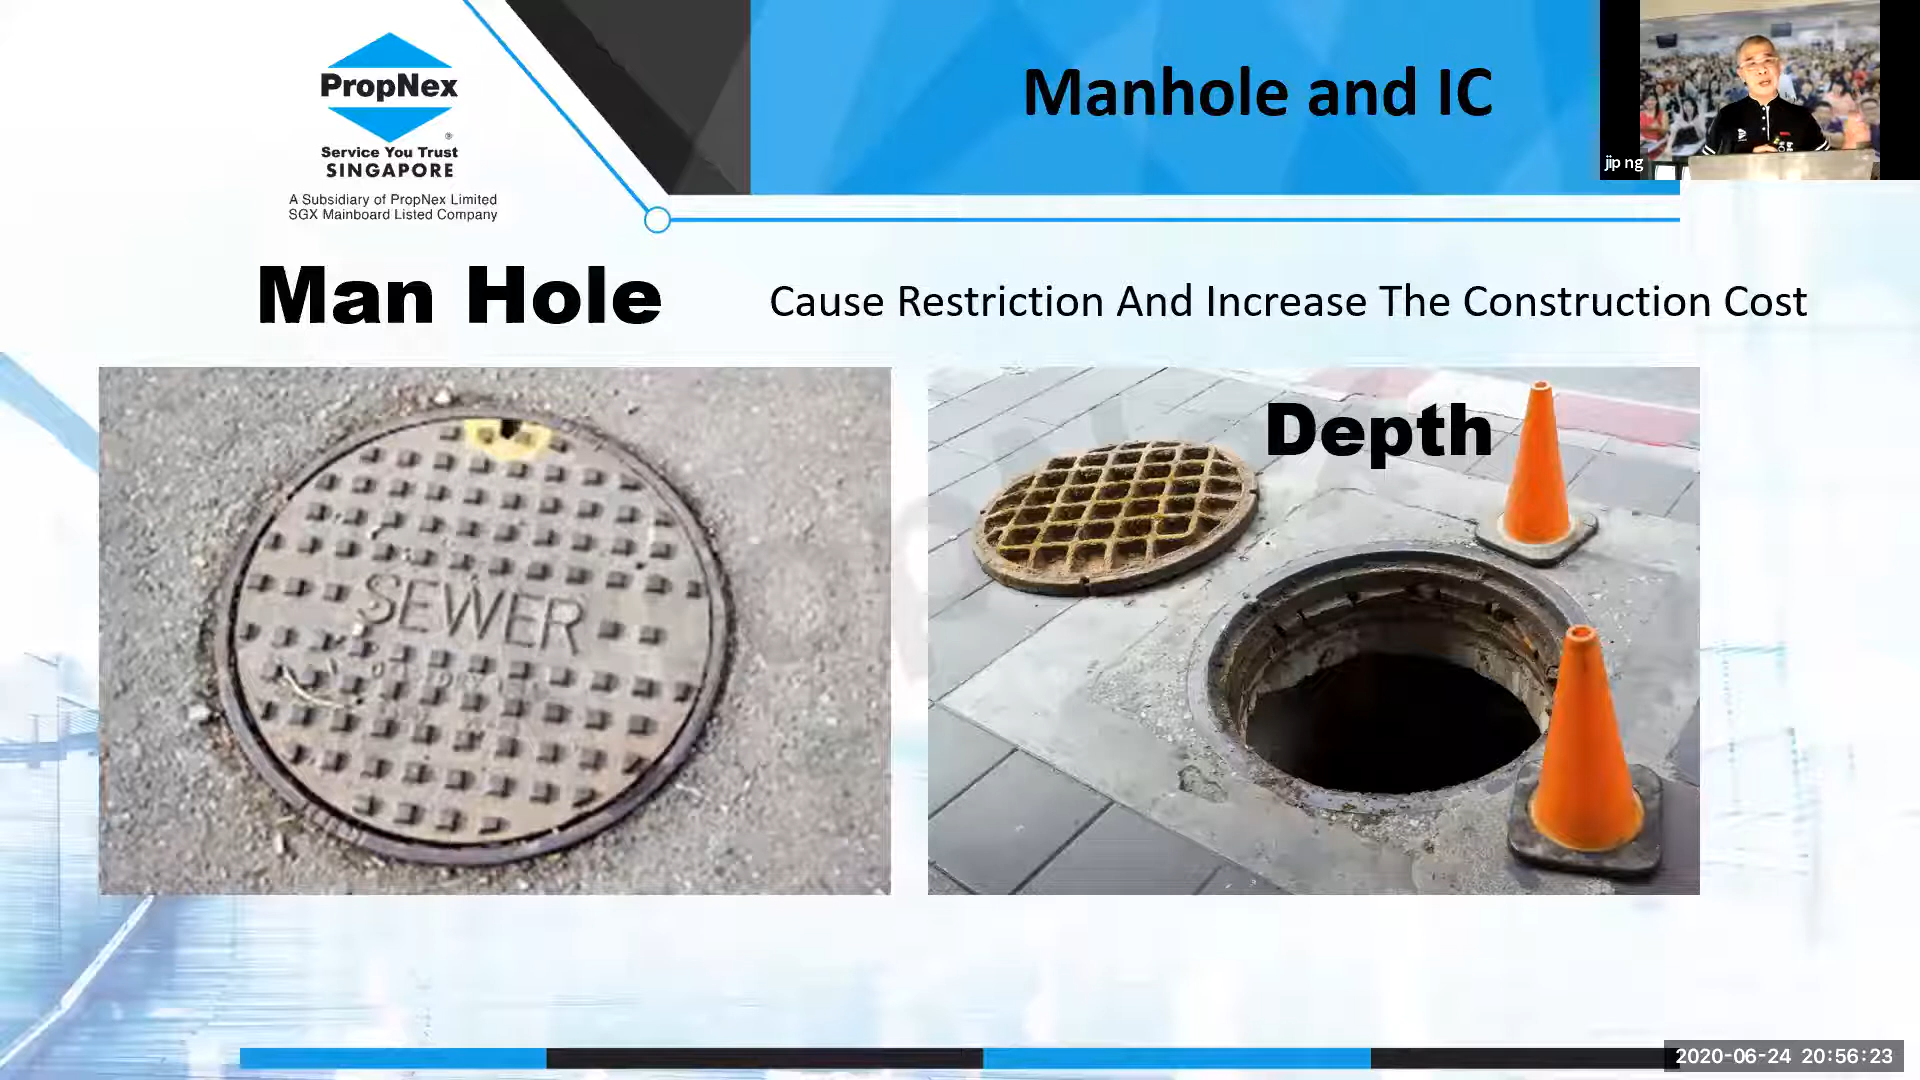 PropNex
®
Service You Trust
SINGAPORE
A Subsidiary of PropNex Limited
SGX Mainboard Listed Company
Manhole and IC
jip ng
Man Hole
Cause Restriction And Increase The Construction Cost
SEWER
Depth
2020-06-24 20:56:23